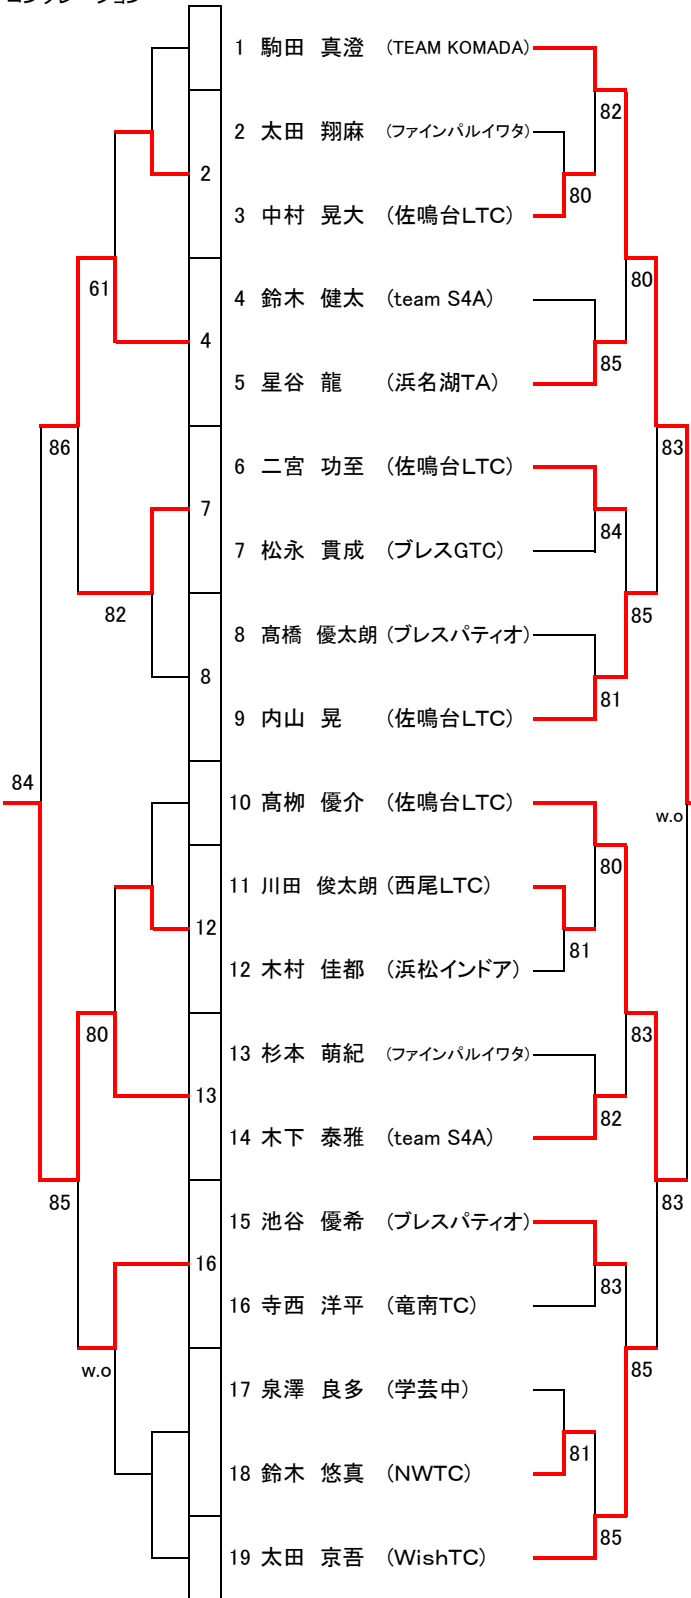 コンソレーション
1 駒田 真澄 (TEAM KOMADA)
82
2 太田 翔麻 (ファインパルイワタ)
2
80
3 中村 晃大 (佐鳴台LTC)
61
80
4 鈴木 健太 (team S4A)
4
85
5 星谷 龍 (浜名湖TA)
86
83
6 二宮 功至 (佐鳴台LTC)
7
84
7 松永 貫成 (ブレスGTC)
82
85
8 髙橋 優太朗 (ブレスパティオ)
8
81
9 内山 晃 (佐鳴台LTC)
84
10 髙栁 優介 (佐鳴台LTC)
w.o
80
11 川田 俊太朗 (西尾LTC)
12
81
12 木村 佳都 (浜松インドア)
80
83
13 杉本 萌紀 (ファインパルイワタ)
13
82
14 木下 泰雅 (team S4A)
85
83
15 池谷 優希 (ブレスパティオ)
16
83
16 寺西 洋平 (竜南TC)
w.o
85
17 泉澤 良多 (学芸中)
81
18 鈴木 悠真 (NWTC)
85
19 太田 京吾 (WishTC)